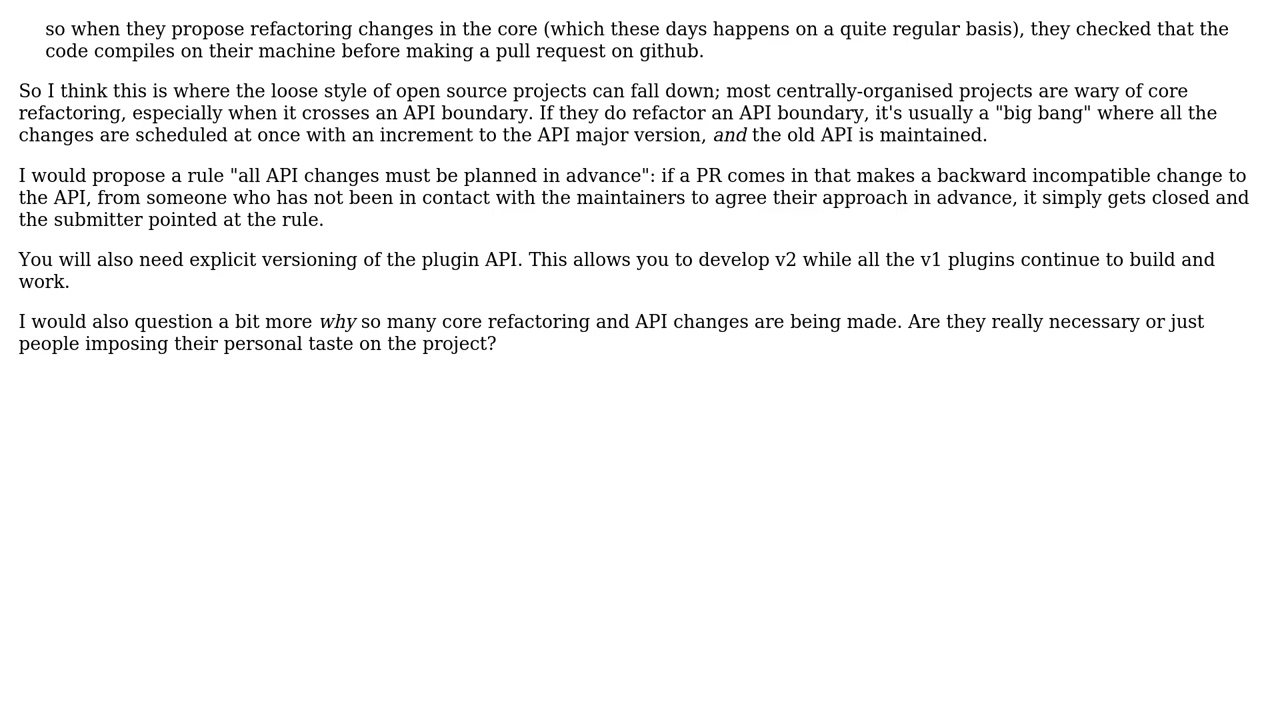 so when they propose refactoring changes in the core (which these days happens on a quite regular basis), they checked that the
code compiles on their machine before making a pull request on github.
So I think this is where the loose style of open source projects can fall down; most centrally-organised projects are wary of core
refactoring, especially when it crosses an API boundary. If they do refactor an API boundary, it's usually a "big bang" where all the
changes are scheduled at once with an increment to the API major version, and the old API is maintained.
I would propose a rule "all API changes must be planned in advance": if a PR comes in that makes a backward incompatible change to
the API, from someone who has not been in contact with the maintainers to agree their approach in advance, it simply gets closed and
the submitter pointed at the rule.
You will also need explicit versioning of the plugin API. This allows you to develop v2 while all the v1 plugins continue to build and
work.
I would also question a bit more why so many core refactoring and API changes are being made. Are they really necessary or just
people imposing their personal taste on the project?